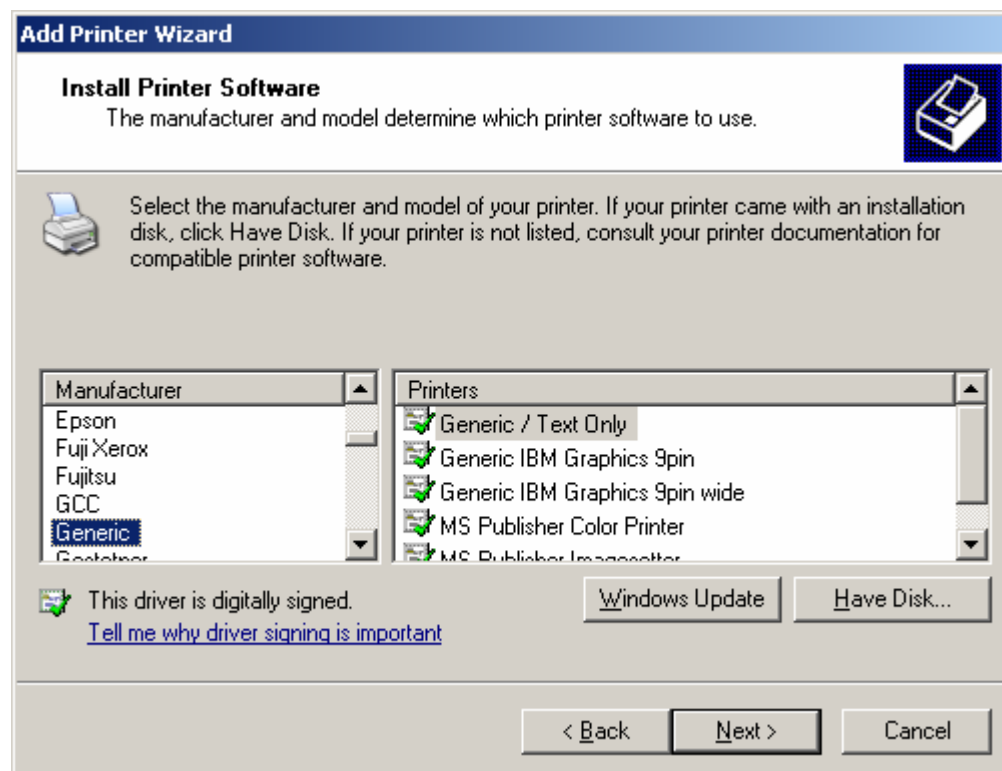 Add Printer Wizard
Install Printer Software
The manufacturer and model determine which printer software to use.
Select the manufacturer and model of your printer. If your printer came with an installation
disk, click Have Disk. If your printer is not listed, consult your printer documentation for
compatible printer software.
Manufacturer
Epson
Fuji Xerox
Fujitsu
GCC
Generic
Gestetner
Printers
Generic / Text Only
Generic IBM Graphics 9pin
Generic IBM Graphics 9pin wide
MS Publisher Color Printer
MS Publisher Imagesetter
This driver is digitally signed.
Tell me why driver signing is important
Windows Update
Have Disk...
< Back
Next >
Cancel